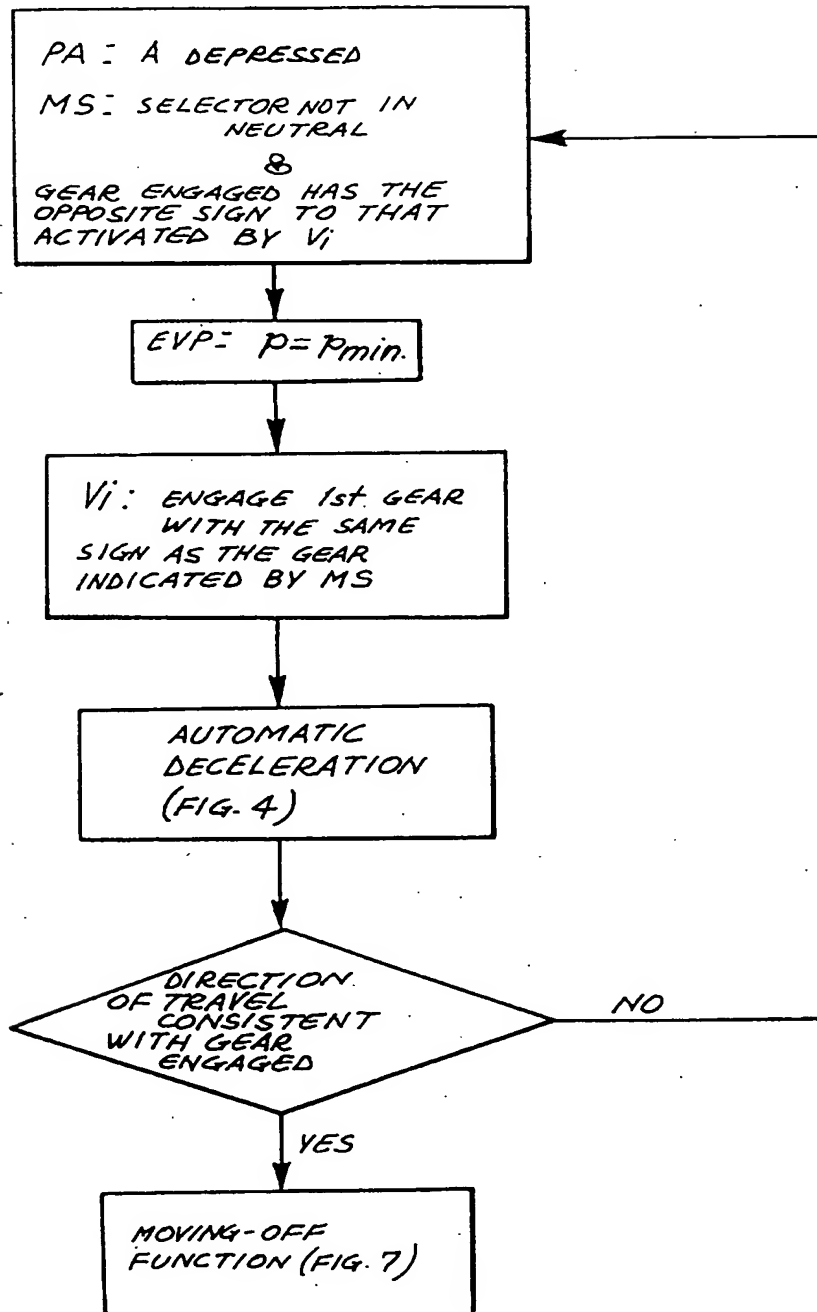 PA: A DEPRESSED
MS: SELECTOR NOT IN
NEUTRAL
&
GEAR ENGAGED HAS THE
OPPOSITE SIGN TO THAT
ACTIVATED BY Vi
EVP: p=pmin.
Vi: ENGAGE 1st. GEAR
WITH THE SAME
SIGN AS THE GEAR
INDICATED BY MS
AUTOMATIC
DECELERATION
(FIG. 4)
DIRECTION
OF TRAVEL
CONSISTENT
WITH GEAR
ENGAGED
NO
YES
MOVING-OFF
FUNCTION (FIG. 7)